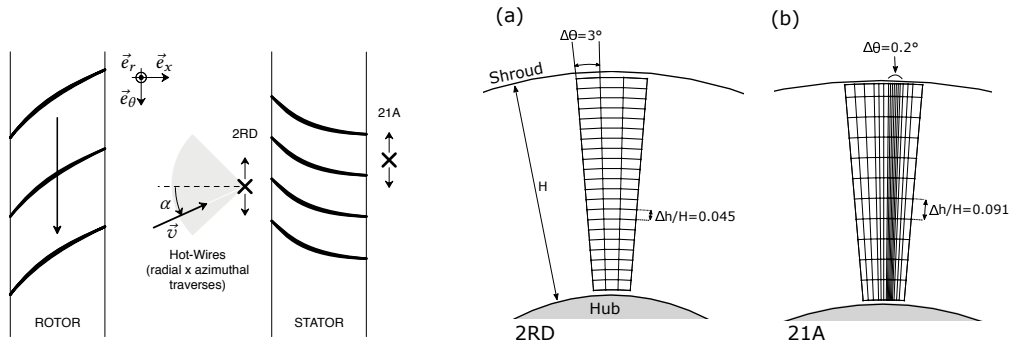 e⃗r
e⃗x
e⃗θ
2RD
21A
α
v⃗
Hot-Wires
(radial x azimuthal
traverses)
ROTOR
STATOR
(a)
Δθ=3°
Shroud
H
Δh/H=0.045
Hub
2RD
(b)
Δθ=0.2°
Δh/H=0.091
21A